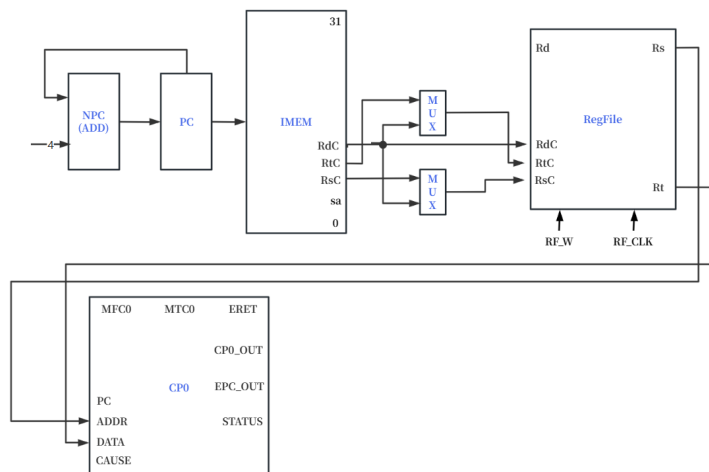 31
Rd
Rs
NPC
(ADD)
PC
IMEM
M
U
X
RegFile
4
RdC
RtC
RsC
sa
0
M
U
X
RdC
RtC
RsC
Rt
RF_W
RF_CLK
MFC0
MTC0
ERET
CP0_OUT
CP0
EPC_OUT
PC
ADDR
STATUS
DATA
CAUSE